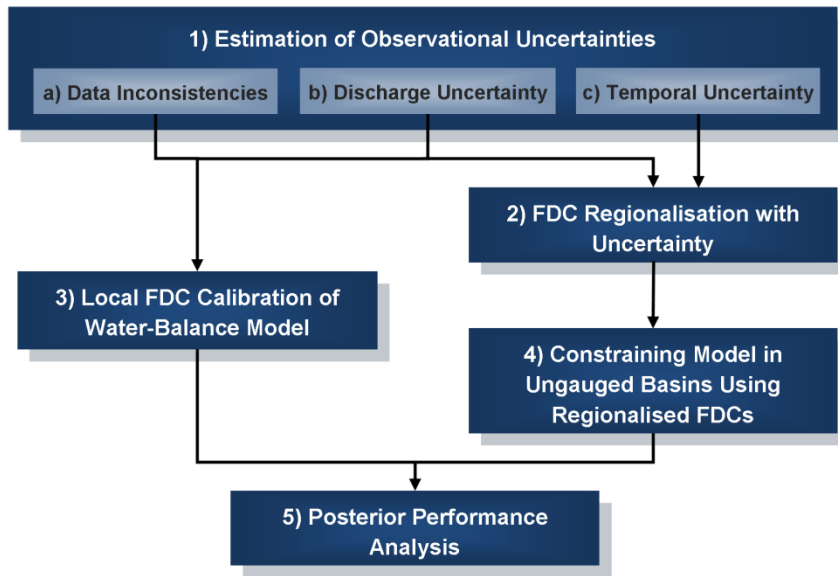 1) Estimation of Observational Uncertainties
a) Data Inconsistencies
b) Discharge Uncertainty
c) Temporal Uncertainty
2) FDC Regionalisation with
Uncertainty
3) Local FDC Calibration of
Water-Balance Model
4) Constraining Model in
Ungauged Basins Using
Regionalised FDCs
5) Posterior Performance
Analysis